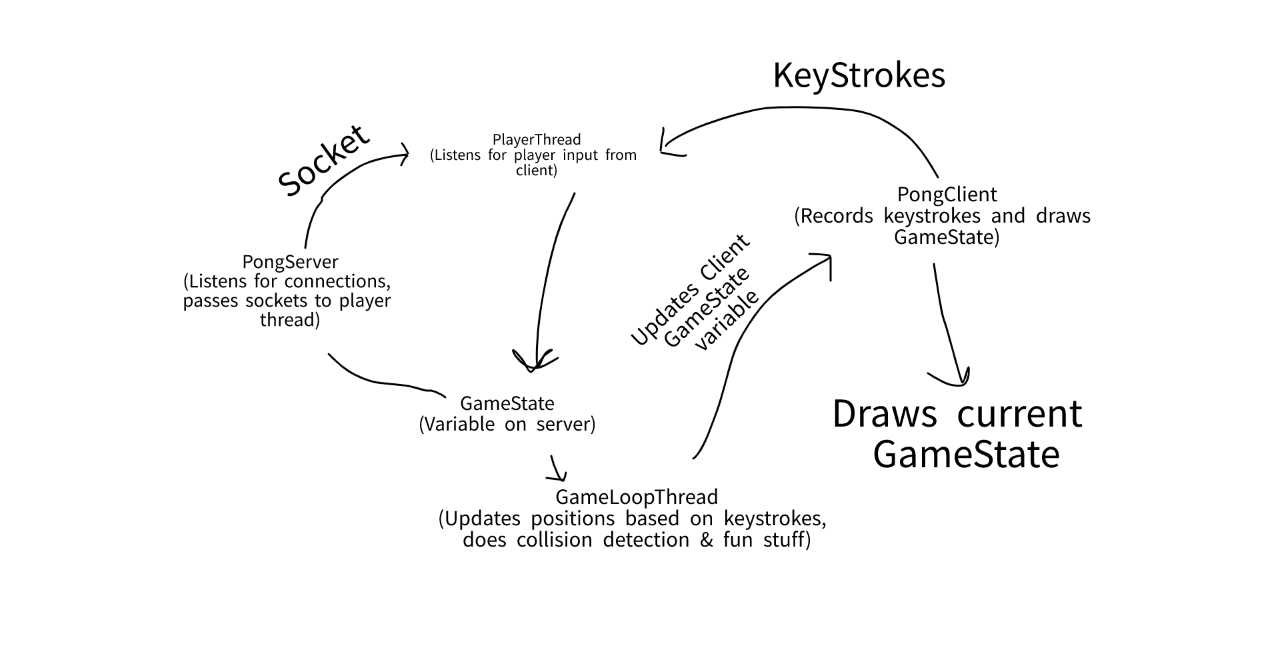 KeyStrokes
Socket
PlayerThread
(Listens for player input from
client)
PongClient
(Records keystrokes and draws
GameState)
PongServer
(Listens for connections,
passes sockets to player
thread)
Updates Client
GameState
variable
GameState
(Variable on server)
Draws current
GameState
GameLoopThread
(Updates positions based on keystrokes,
does collision detection & fun stuff)